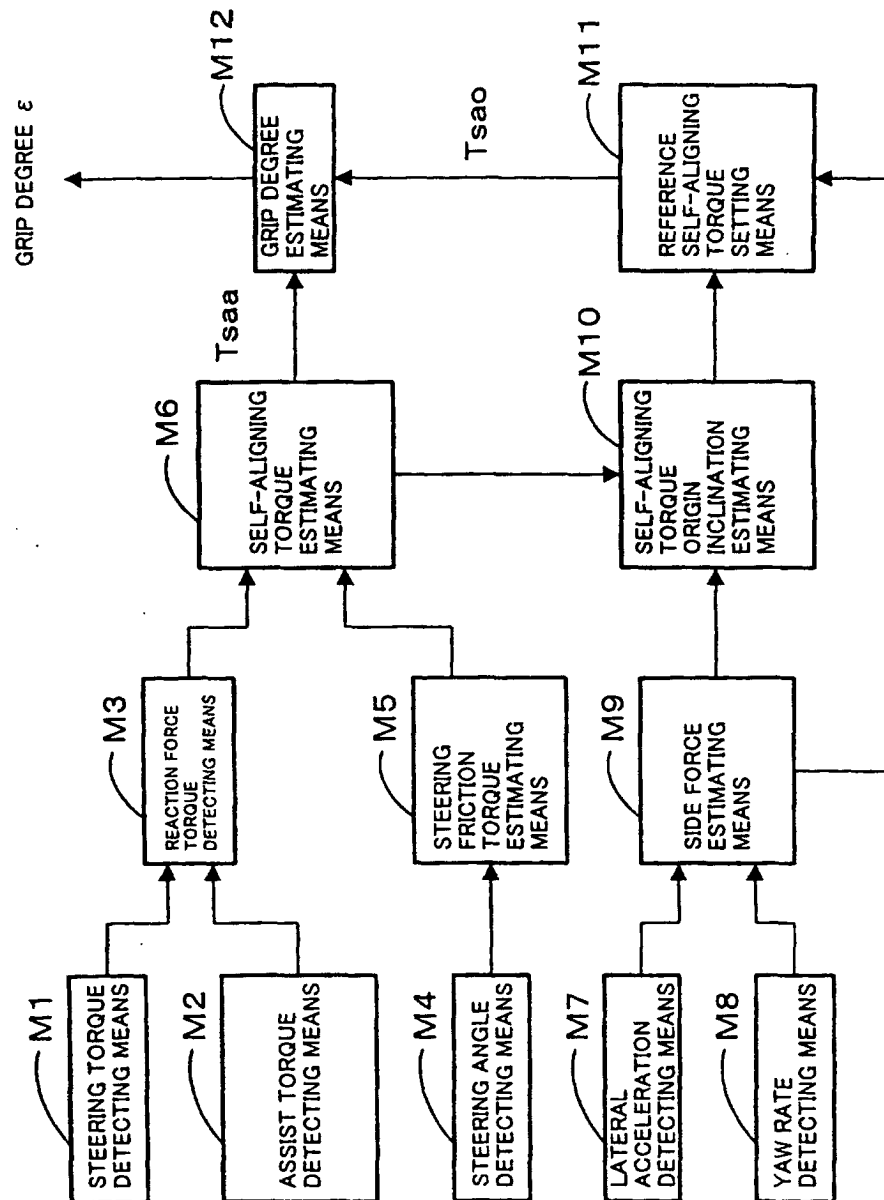 GRIP DEGREE ε
M12
GRIP DEGREE
ESTIMATING
MEANS
Tsao
M11
REFERENCE
SELF-ALIGNING
TORQUE
SETTING
MEANS
Tsaa
M6
SELF-ALIGNING
TORQUE
ESTIMATING
MEANS
M10
SELF-ALIGNING
TORQUE
ORIGIN
INCLINATION
ESTIMATING
MEANS
M3
REACTION FORCE
TORQUE
DETECTING MEANS
M5
STEERING
FRICTION
TORQUE
ESTIMATING
MEANS
M9
SIDE FORCE
ESTIMATING
MEANS
M1
STEERING TORQUE
DETECTING MEANS
M2
ASSIST TORQUE
DETECTING MEANS
M4
STEERING ANGLE
DETECTING MEANS
M7
LATERAL
ACCELERATION
DETECTING MEANS
M8
YAW RATE
DETECTING MEANS